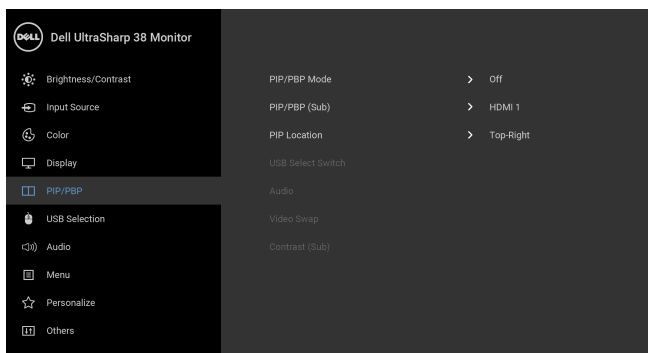 DELL Dell UltraSharp 38 Monitor
Brightness/Contrast PIP/PBP Mode Off
Input Source PIP/PBP (Sub) HDMI 1
Color PIP Location Top-Right
Display USB Select Switch
PIP/PBP Audio
USB Selection Video Swap
Audio Contrast (Sub)
Menu
Personalize
Others